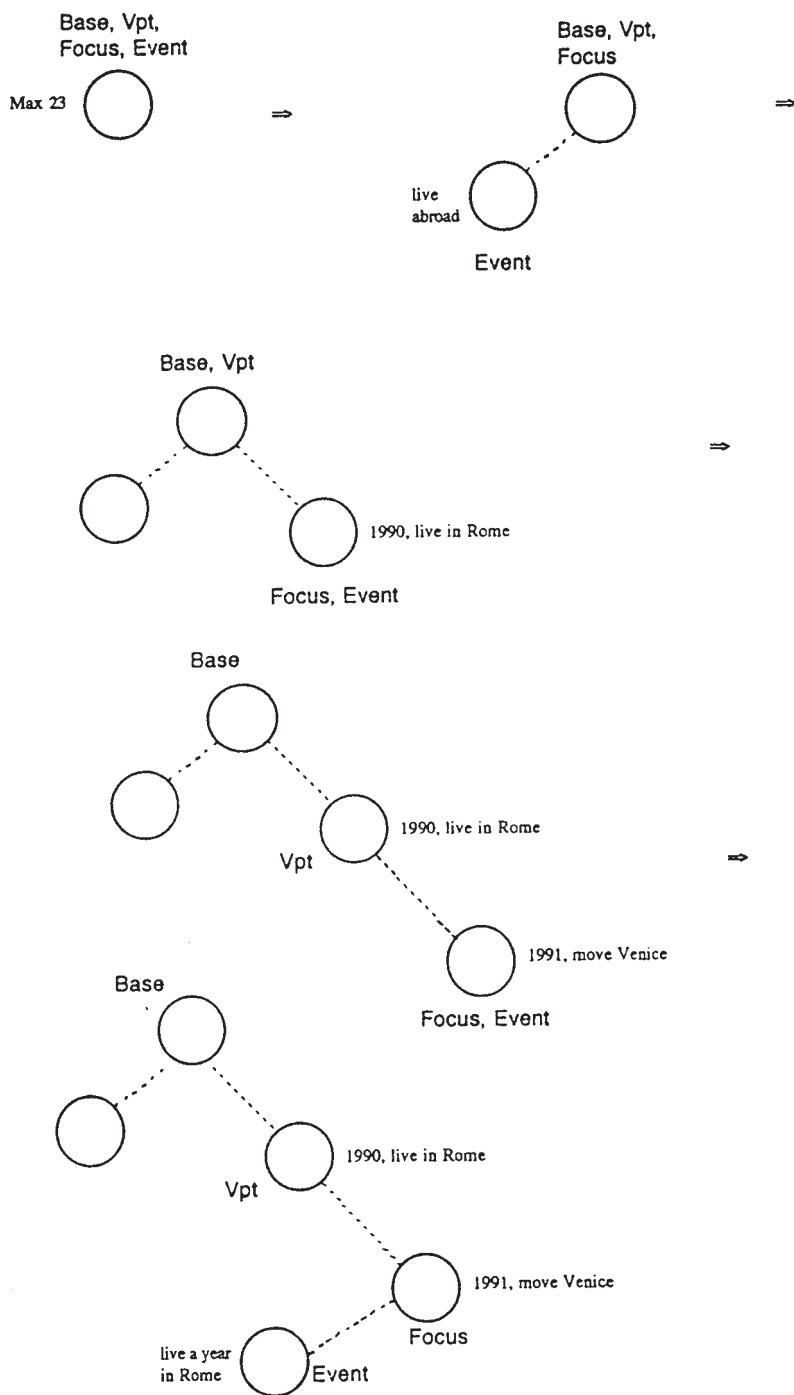 Base, Vpt,
Focus, Event
Max 23
⇒
Base, Vpt,
Focus
⇒
live
abroad
Event
Base, Vpt
⇒
1990, live in Rome
Focus, Event
Base
1990, live in Rome
Vpt
⇒
1991, move Venice
Focus, Event
Base
1990, live in Rome
Vpt
1991, move Venice
Focus
live a year
in Rome
Event